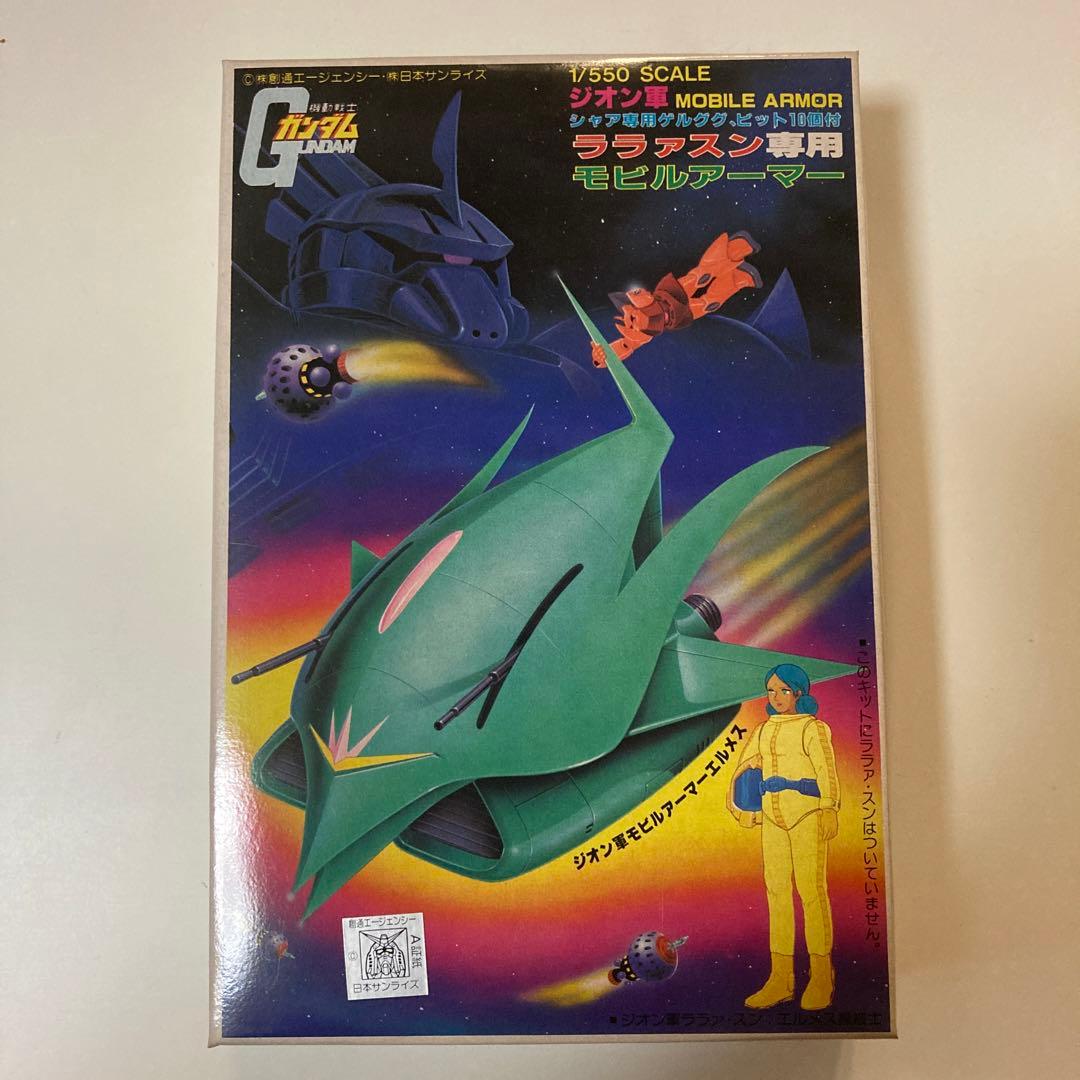 ©㈱創通エージェンシー・㈱日本サンライズ
機動戦士
ガンダム
GUNDAM
1/550 SCALE
ジオン軍 MOBILE ARMOR
シャア専用ゲルググ、ビット10個付
ララァスン専用
モビルアーマー
ジオン軍モビルアーマーエルメス
■このキットにララァ・スンはついていません。
創通エージェンシー
A証紙
©
日本サンライズ
■ジオン軍ララァ・スン:エルメス操縦士